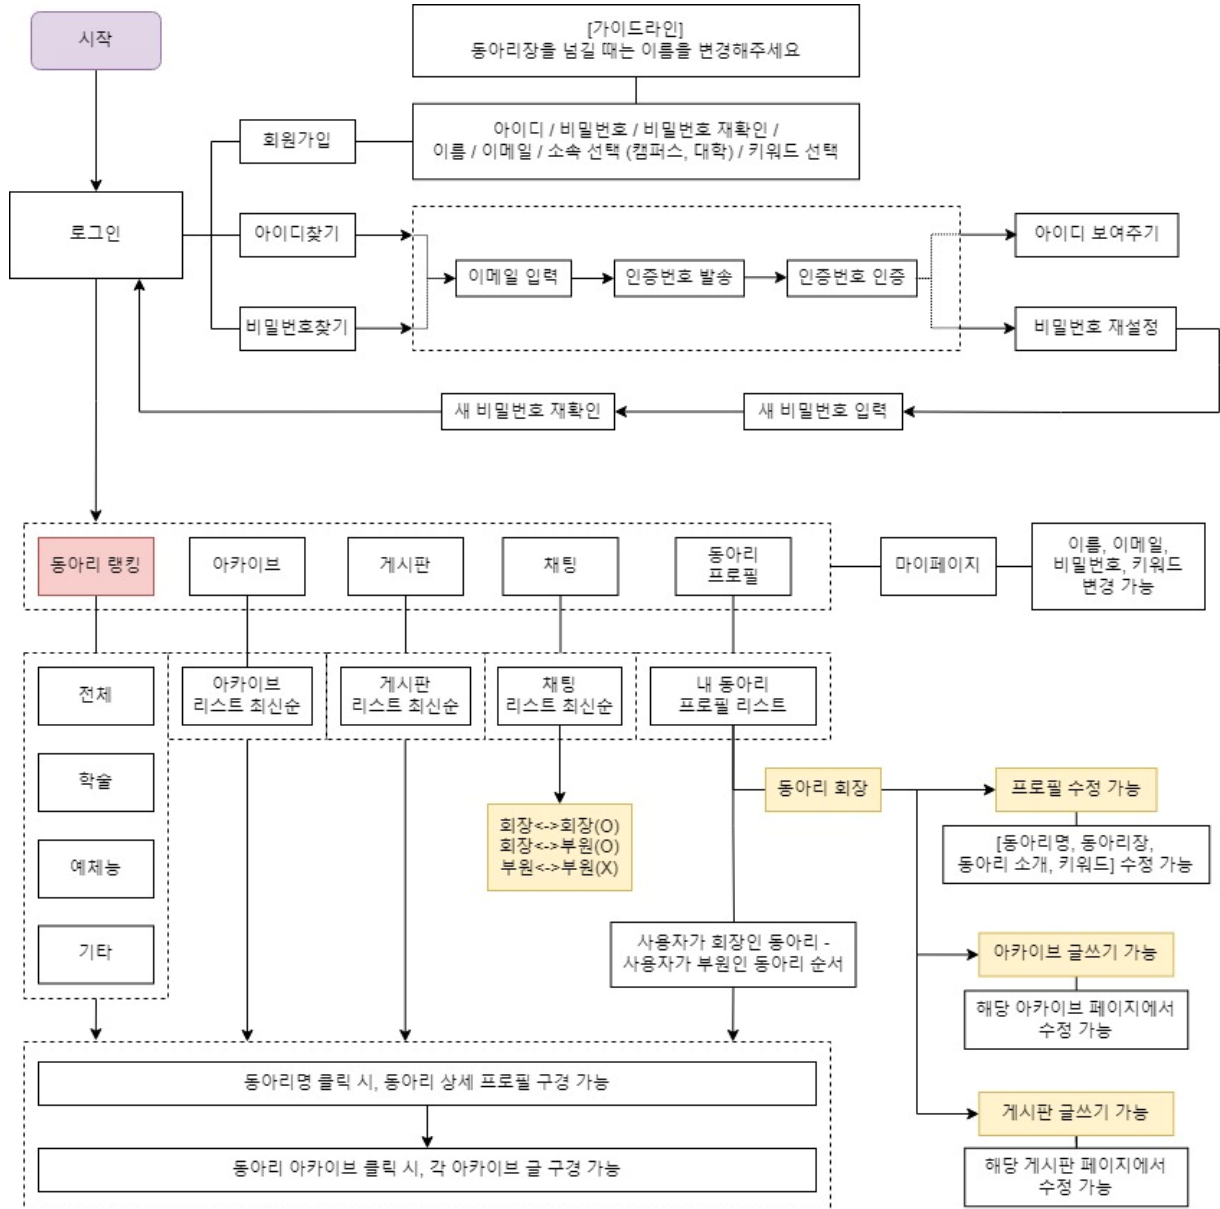 시작
[가이드라인]
동아리장을 넘길 때는 이름을 변경해주세요
회원가입
아이디 / 비밀번호 / 비밀번호 재확인 /
이름 / 이메일 / 소속 선택 (캠퍼스, 대학) / 키워드 선택
로그인
아이디찾기
비밀번호찾기
이메일 입력
인증번호 발송
인증번호 인증
아이디 보여주기
비밀번호 재설정
새 비밀번호 재확인
새 비밀번호 입력
동아리 랭킹
아카이브
게시판
채팅
동아리
프로필
마이페이지
이름, 이메일,
비밀번호, 키워드
변경 가능
전체
학술
예체능
기타
아카이브
리스트 최신순
게시판
리스트 최신순
채팅
리스트 최신순
내 동아리
프로필 리스트
회장<->회장(O)
회장<->부원(O)
부원<->부원(X)
동아리 회장
프로필 수정 가능
[동아리명, 동아리장,
동아리 소개, 키워드] 수정 가능
사용자가 회장인 동아리 -
사용자가 부원인 동아리 순서
아카이브 글쓰기 가능
해당 아카이브 페이지에서
수정 가능
게시판 글쓰기 가능
해당 게시판 페이지에서
수정 가능
동아리명 클릭 시, 동아리 상세 프로필 구경 가능
동아리 아카이브 클릭 시, 각 아카이브 글 구경 가능